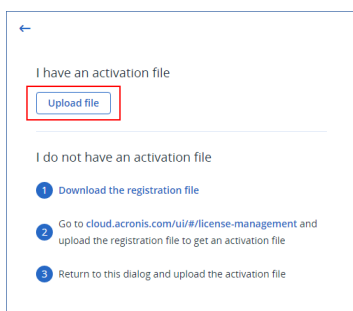 ←
I have an activation file
Upload file
I do not have an activation file
1 Download the registration file
2 Go to cloud.acronis.com/ui/#/license-management and
upload the registration file to get an activation file
3 Return to this dialog and upload the activation file